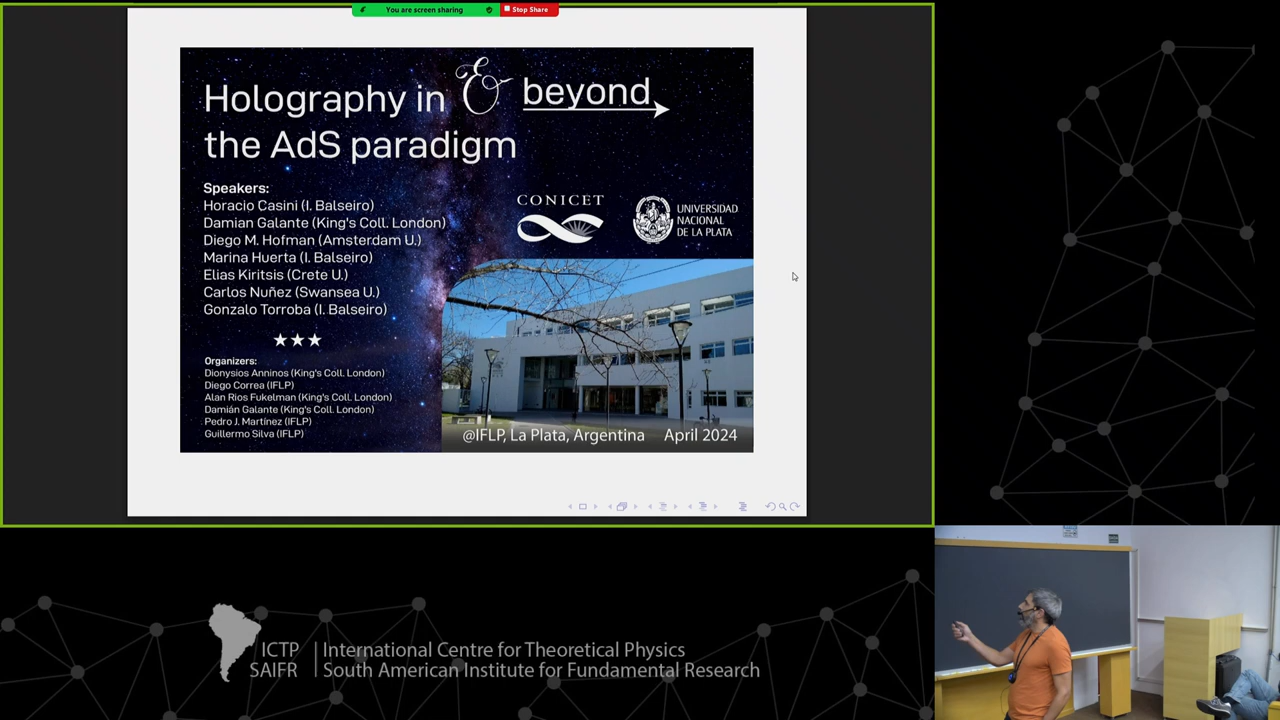 You are screen sharing
Stop Share
Holography in & beyond
the AdS paradigm
Speakers:
Horacio Casini (I. Balseiro)
Damian Galante (King's Coll. London)
Diego M. Hofman (Amsterdam U.)
Marina Huerta (I. Balseiro)
Elias Kiritsis (Crete U.)
Carlos Nuñez (Swansea U.)
Gonzalo Torroba (I. Balseiro)
CONICET
UNIVERSIDAD
NACIONAL
DE LA PLATA
Organizers:
Dionysios Anninos (King's Coll. London)
Diego Correa (IFLP)
Alan Rios Fukelman (King's Coll. London)
Damián Galante (King's Coll. London)
Pedro J. Martínez (IFLP)
Guillermo Silva (IFLP)
@IFLP, La Plata, Argentina April 2024
ICTP International Centre for Theoretical Physics
SAIFR South American Institute for Fundamental Research